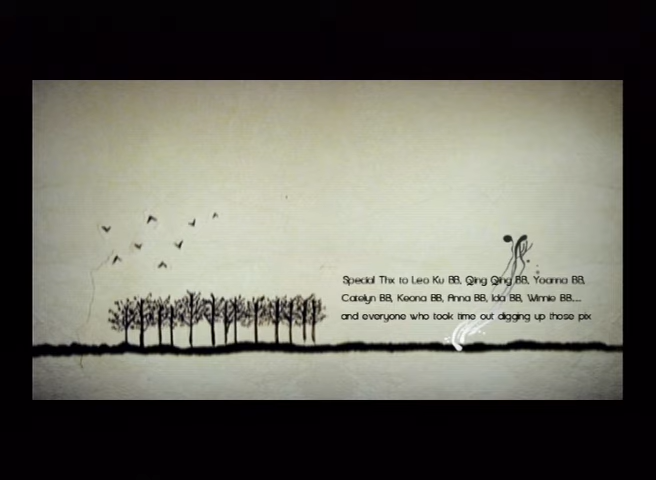 Special Thx to Leo Ku BB, Qing Qing BB, Yoanna BB,
Catelyn BB, Keona BB, Anna BB, Ida BB, Winnie BB....
and everyone who took time out digging up those pix